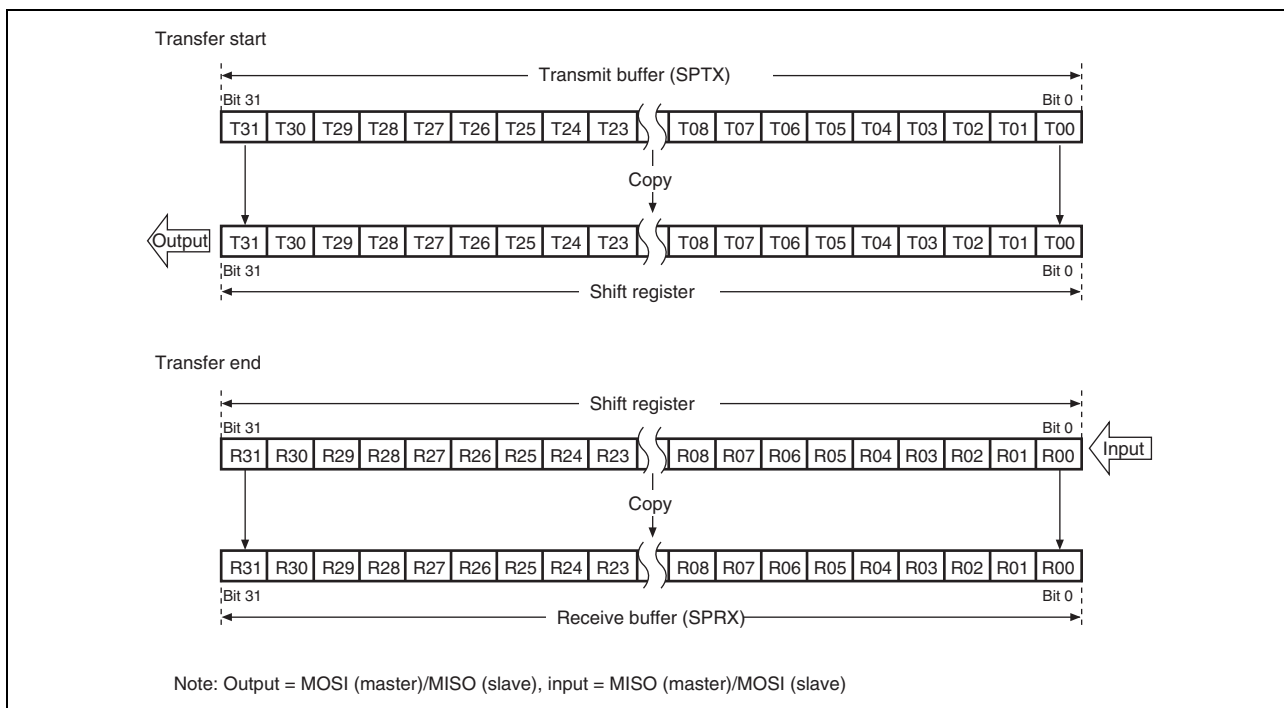 Transfer start
Transmit buffer (SPTX)
Bit 31 Bit 0
T31 T30 T29 T28 T27 T26 T25 T24 T23 T08 T07 T06 T05 T04 T03 T02 T01 T00
Copy
Output T31 T30 T29 T28 T27 T26 T25 T24 T23 T08 T07 T06 T05 T04 T03 T02 T01 T00
Bit 31 Bit 0
Shift register
Transfer end
Shift register
Bit 31 Bit 0
R31 R30 R29 R28 R27 R26 R25 R24 R23 R08 R07 R06 R05 R04 R03 R02 R01 R00 Input
Copy
R31 R30 R29 R28 R27 R26 R25 R24 R23 R08 R07 R06 R05 R04 R03 R02 R01 R00
Bit 31 Bit 0
Receive buffer (SPRX)
Note: Output = MOSI (master)/MISO (slave), input = MISO (master)/MOSI (slave)